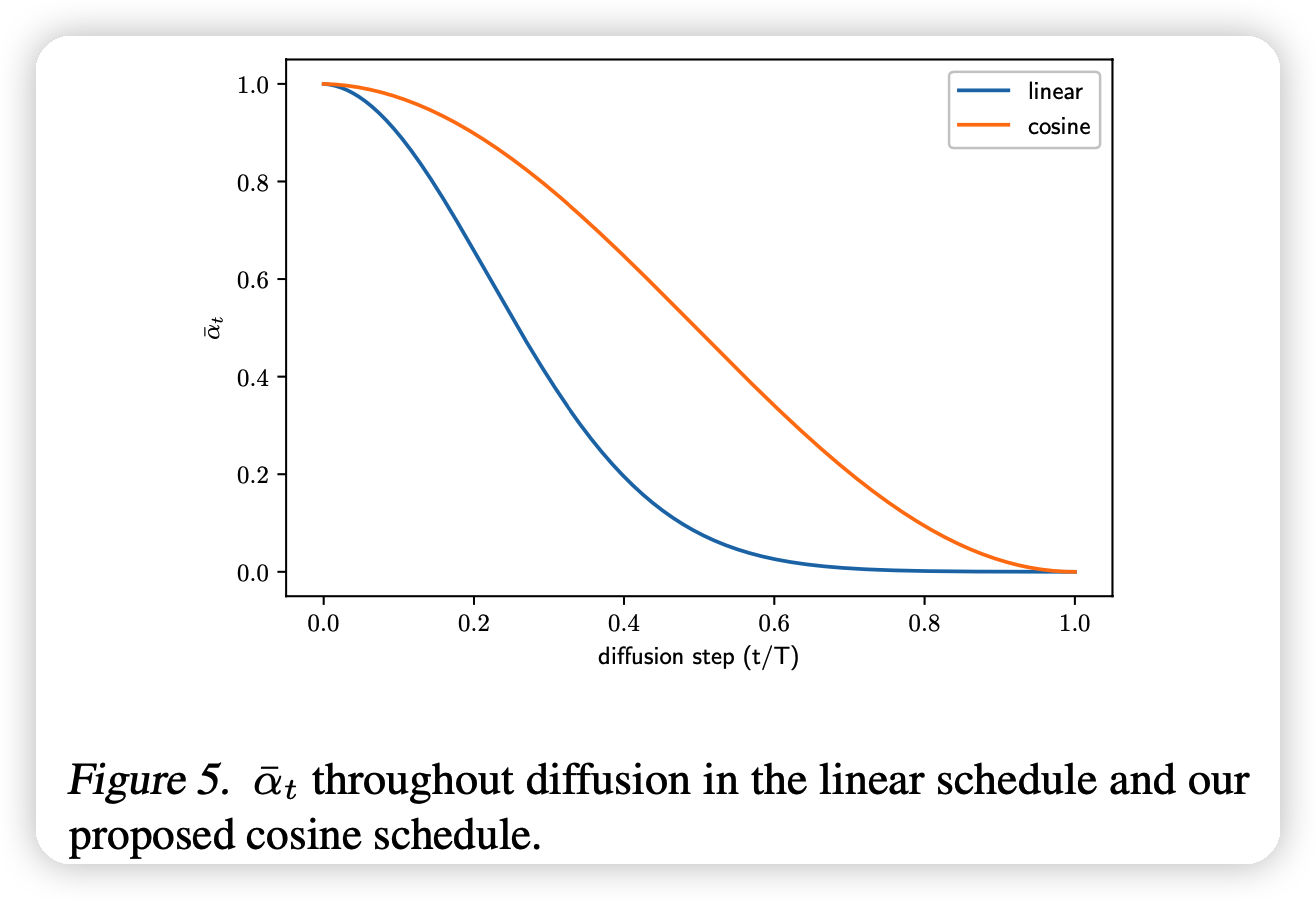 1.0
0.8
0.6
0.4
0.2
0.0
ᾱₜ
linear
cosine
0.0 0.2 0.4 0.6 0.8 1.0
diffusion step (t/T)
Figure 5. ᾱₜ throughout diffusion in the linear schedule and our
proposed cosine schedule.